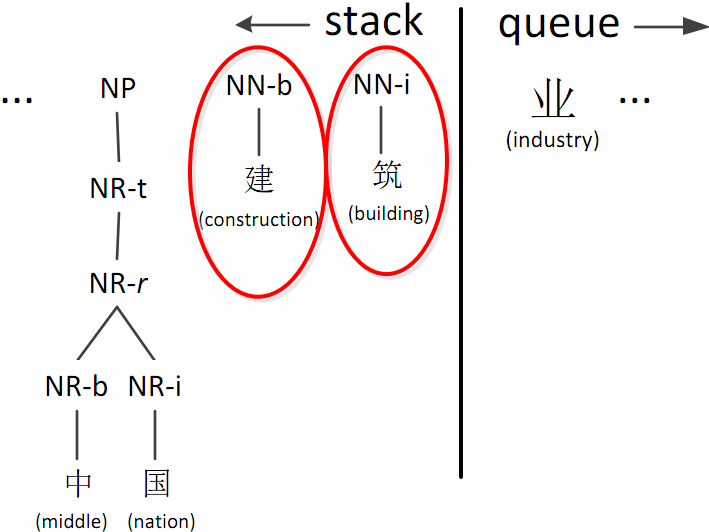 stack queue
... NP NN-b NN-i 业 ...
(industry)
NR-t 建 筑
(construction) (building)
NR-r
NR-b NR-i
中 国
(middle) (nation)